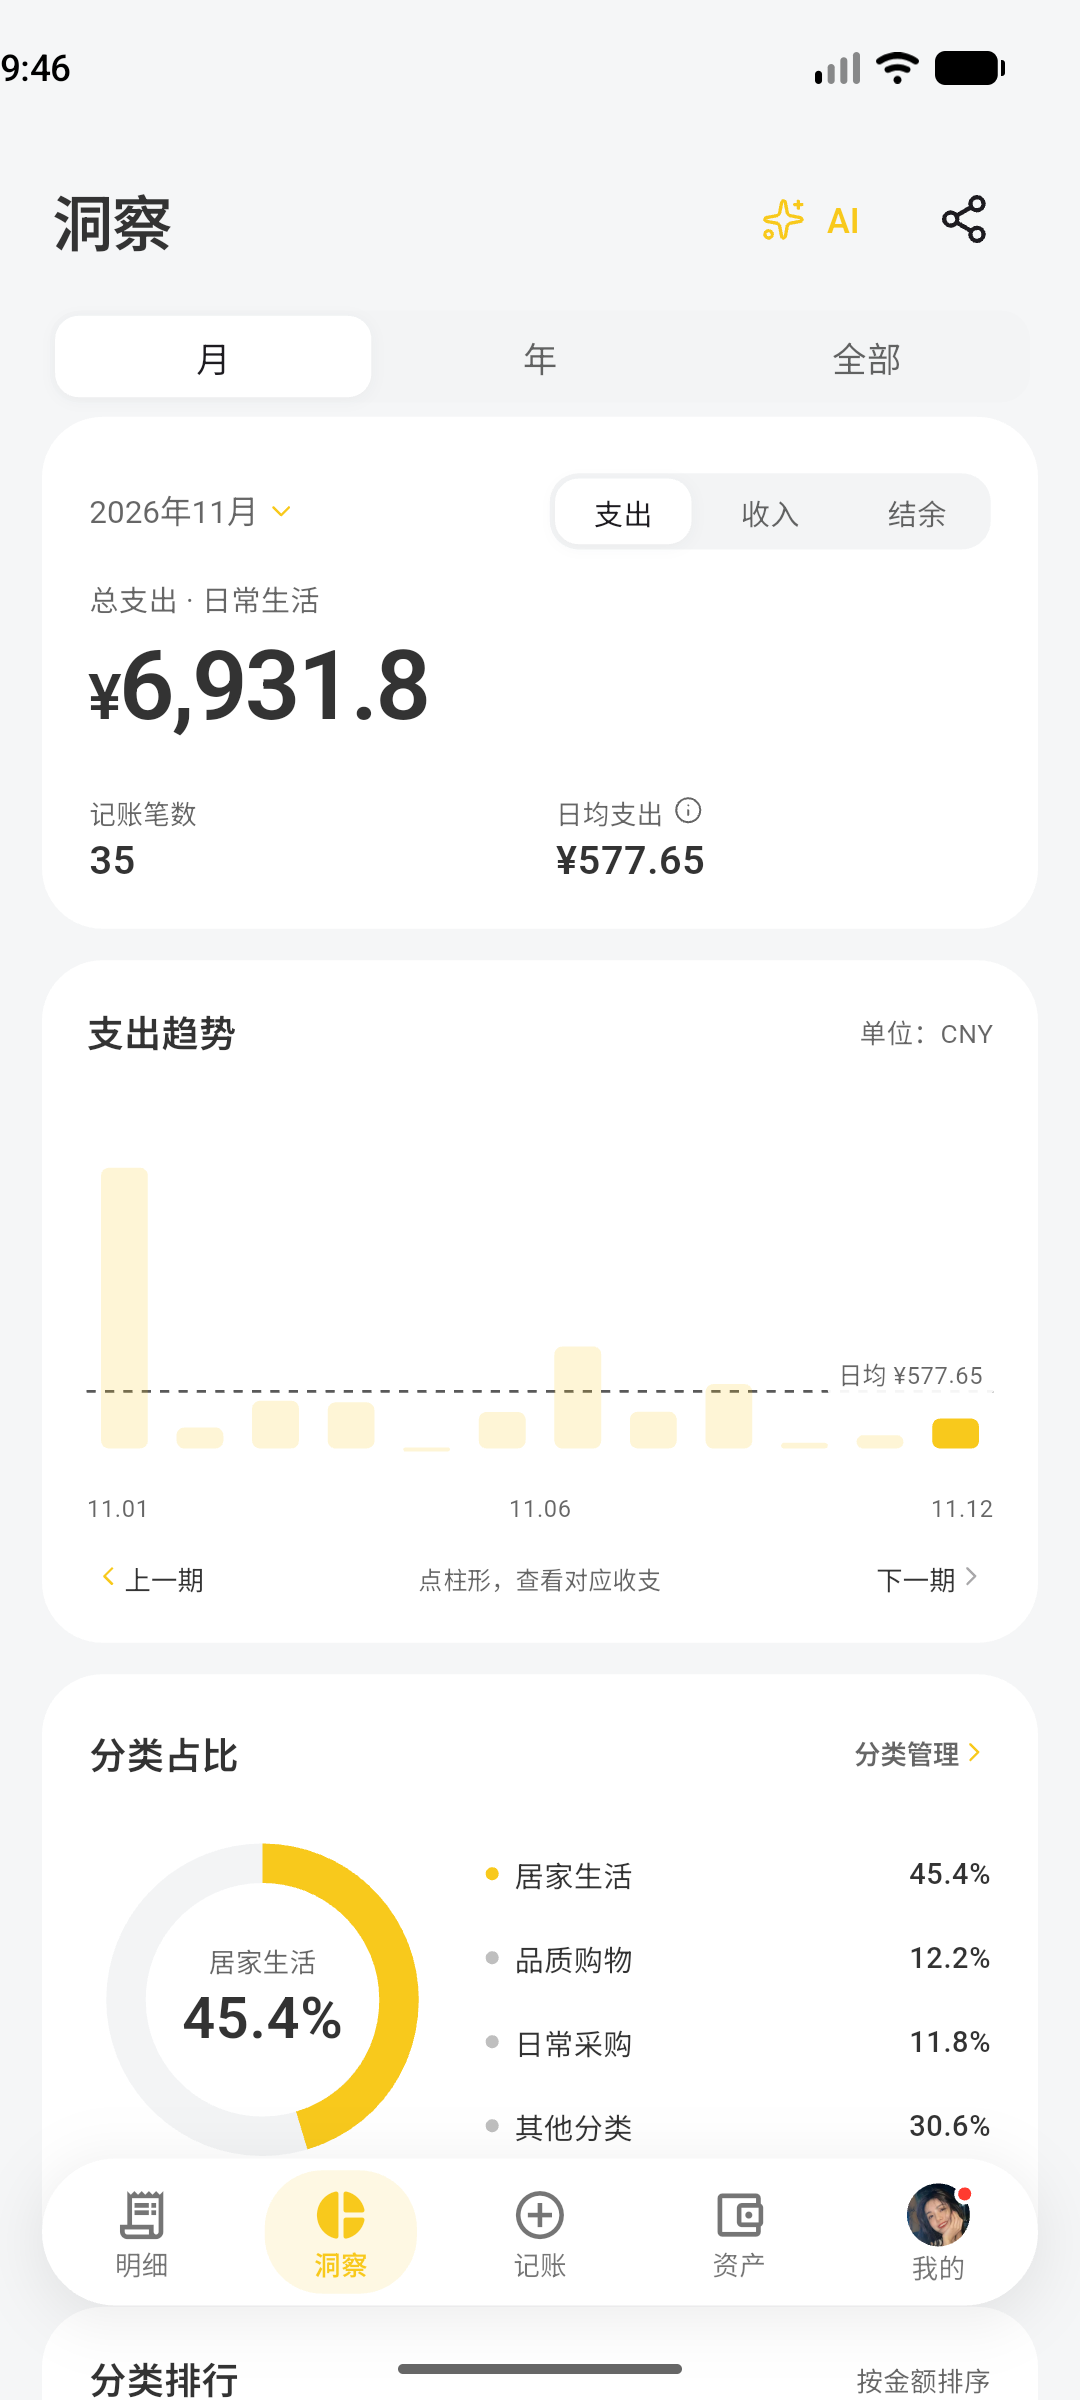 9:46
洞察
AI
月 年 全部
2026年11月
支出 收入 结余
总支出 · 日常生活
¥6,931.8
记账笔数 日均支出
35 ¥577.65
支出趋势 单位：CNY
日均 ¥577.65
11.01 11.06 11.12
上一期 点柱形，查看对应收支 下一期
分类占比 分类管理
居家生活
45.4%
居家生活 45.4%
品质购物 12.2%
日常采购 11.8%
其他分类 30.6%
明细 洞察 记账 资产 我的
分类排行 按金额排序